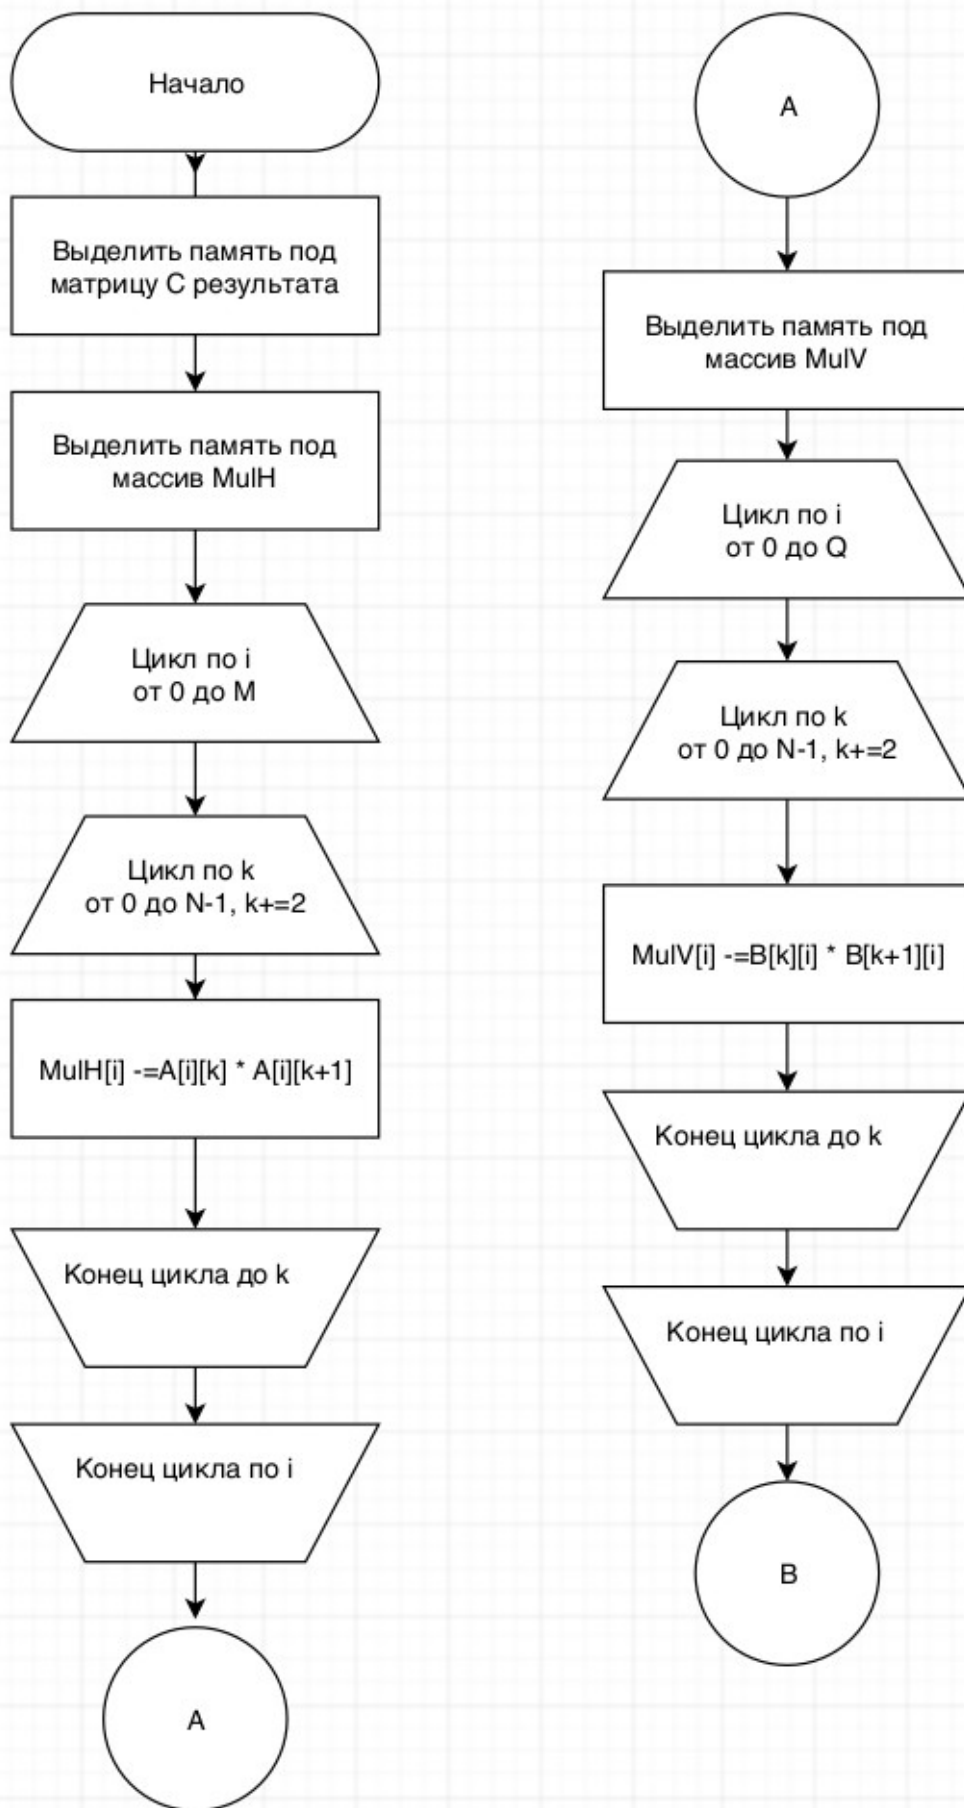 Начало
Выделить память под
матрицу С результата
Выделить память под
массив MulH
Цикл по i
от 0 до M
Цикл по k
от 0 до N-1, k+=2
MulH[i] -=A[i][k] * A[i][k+1]
Конец цикла до k
Конец цикла по i
A
A
Выделить память под
массив MulV
Цикл по i
от 0 до Q
Цикл по k
от 0 до N-1, k+=2
MulV[i] -=B[k][i] * B[k+1][i]
Конец цикла до k
Конец цикла по i
B